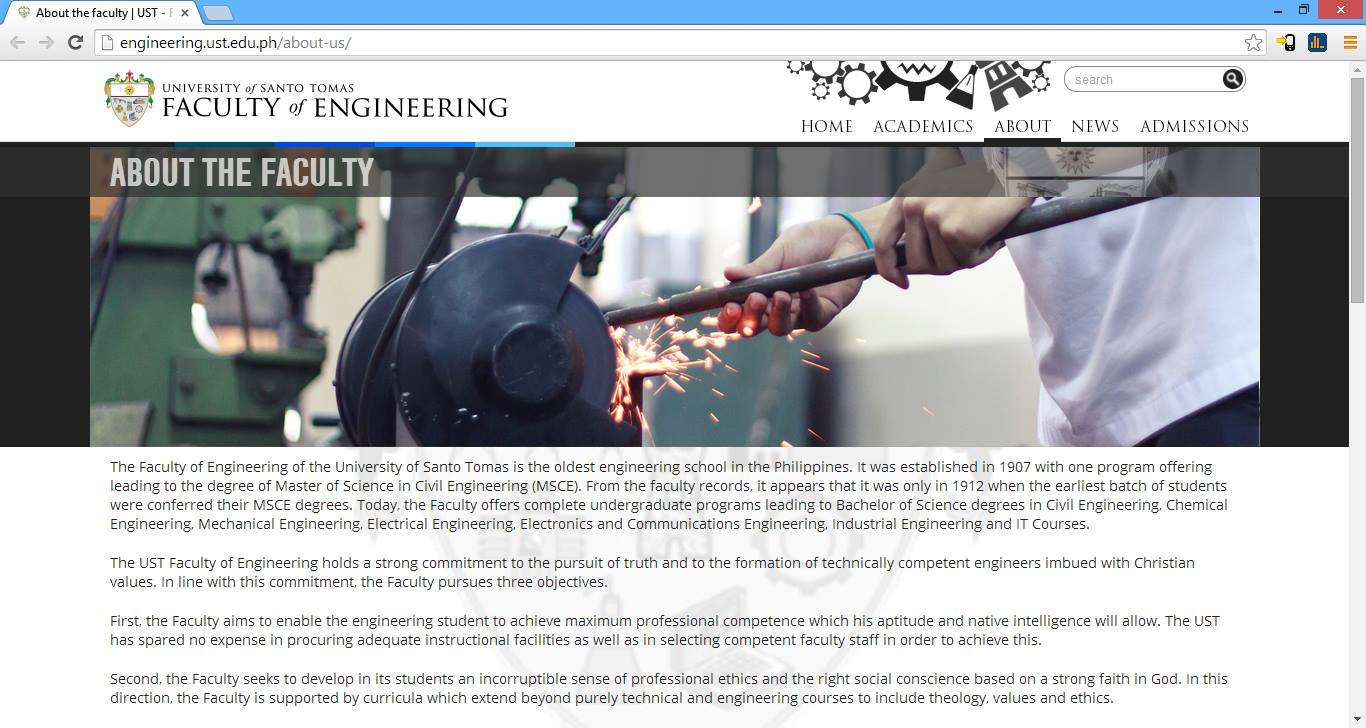 About the faculty | UST - F
engineering.ust.edu.ph/about-us/
UNIVERSITY of SANTO TOMAS
FACULTY of ENGINEERING
search
HOME ACADEMICS ABOUT NEWS ADMISSIONS
ABOUT THE FACULTY
The Faculty of Engineering of the University of Santo Tomas is the oldest engineering school in the Philippines. It was established in 1907 with one program offering
leading to the degree of Master of Science in Civil Engineering (MSCE). From the faculty records, it appears that it was only in 1912 when the earliest batch of students
were conferred their MSCE degrees. Today, the Faculty offers complete undergraduate programs leading to Bachelor of Science degrees in Civil Engineering, Chemical
Engineering, Mechanical Engineering, Electrical Engineering, Electronics and Communications Engineering, Industrial Engineering and IT Courses.
The UST Faculty of Engineering holds a strong commitment to the pursuit of truth and to the formation of technically competent engineers imbued with Christian
values. In line with this commitment, the Faculty pursues three objectives.
First, the Faculty aims to enable the engineering student to achieve maximum professional competence which his aptitude and native intelligence will allow. The UST
has spared no expense in procuring adequate instructional facilities as well as in selecting competent faculty staff in order to achieve this.
Second, the Faculty seeks to develop in its students an incorruptible sense of professional ethics and the right social conscience based on a strong faith in God. In this
direction, the Faculty is supported by curricula which extend beyond purely technical and engineering courses to include theology, values and ethics.